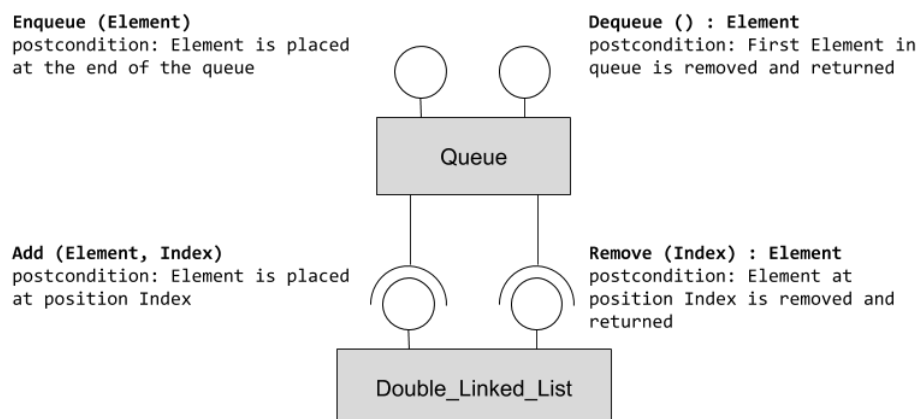 Enqueue (Element)
postcondition: Element is placed
at the end of the queue
Dequeue () : Element
postcondition: First Element in
queue is removed and returned
Queue
Add (Element, Index)
postcondition: Element is placed
at position Index
Remove (Index) : Element
postcondition: Element at
position Index is removed and
returned
Double_Linked_List